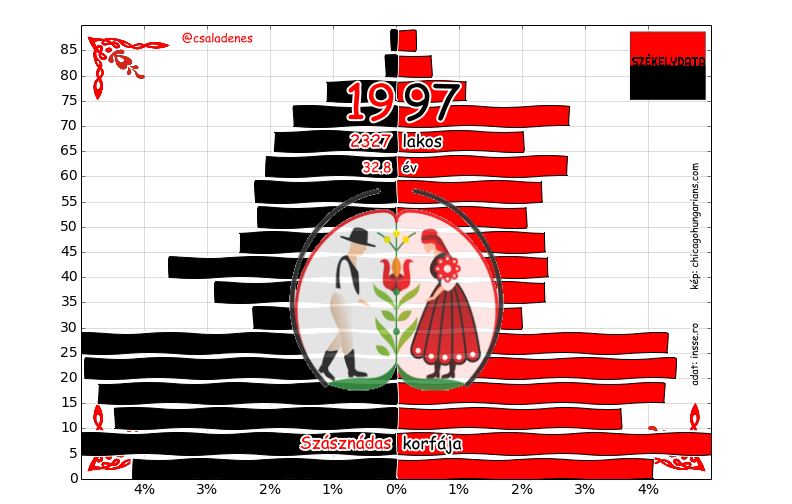 @csaladenes
SZÉKELYDATA
1997
2327 lakos
32,8 év
kép: chicagohungarians.com
adat: insse.ro
Szásznádas korfája
85
80
75
70
65
60
55
50
45
40
35
30
25
20
15
10
5
0
4% 3% 2% 1% 0% 1% 2% 3% 4%